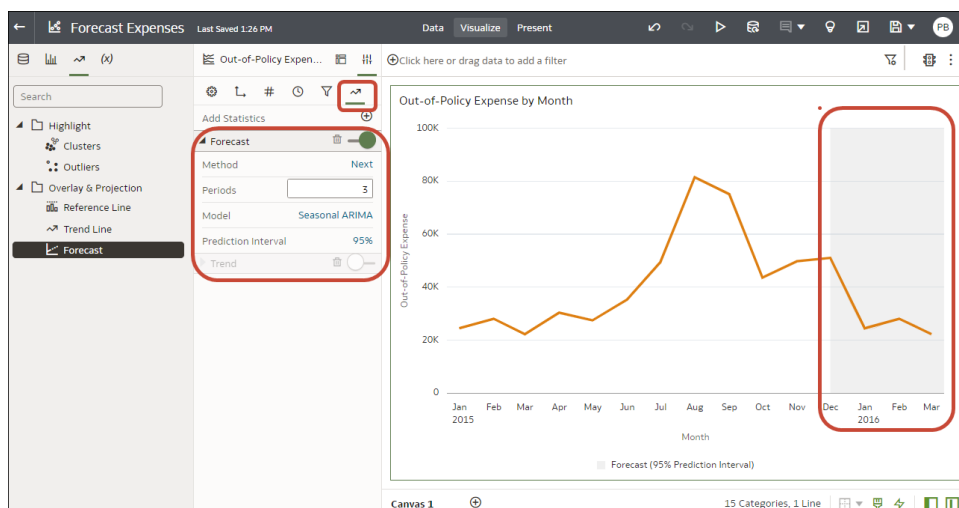 Forecast Expenses Last Saved 1:26 PM
Data Visualize Present
PB
(x)
Out-of-Policy Expen...
Click here or drag data to add a filter
Search
Highlight
Clusters
Outliers
Overlay & Projection
Reference Line
Trend Line
Forecast
#
Add Statistics
Forecast
Method Next
Periods 3
Model Seasonal ARIMA
Prediction Interval 95%
Trend
Out-of-Policy Expense by Month
100K
80K
60K
40K
20K
0
Out-of-Policy Expense
Jan Feb Mar Apr May Jun Jul Aug Sep Oct Nov Dec Jan Feb Mar
2015 2016
Month
Forecast (95% Prediction Interval)
Canvas 1
15 Categories, 1 Line